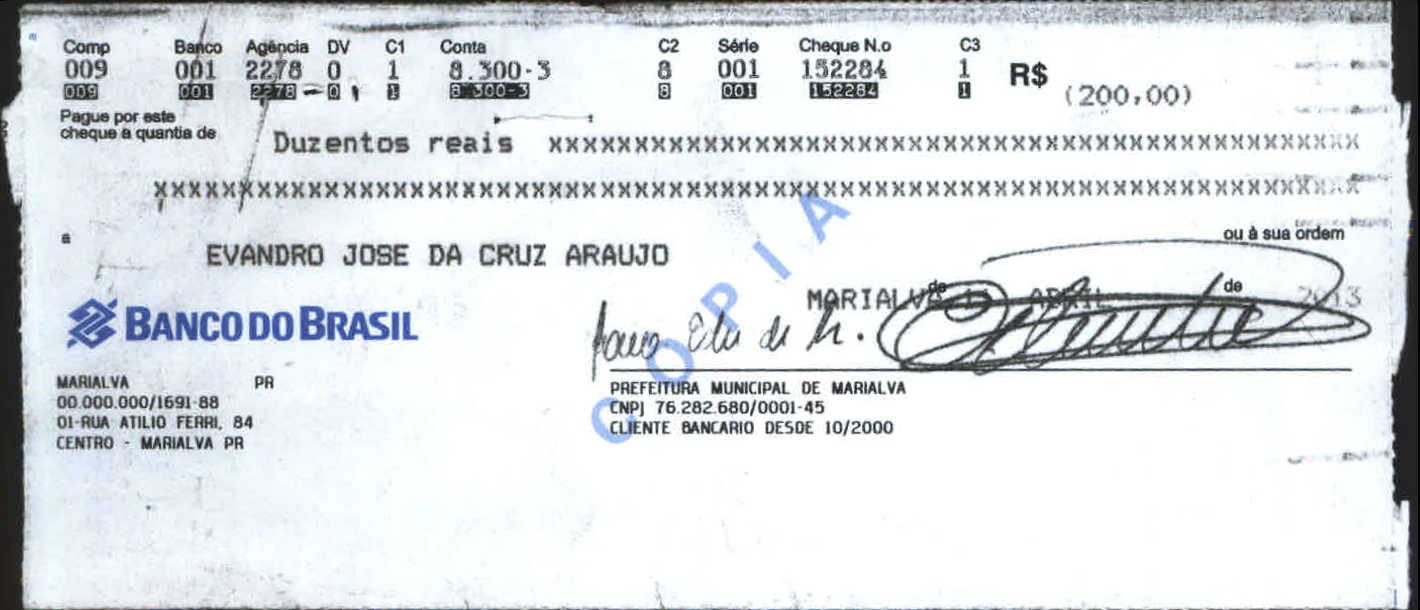 Comp Banco Agência DV C1 Conta C2 Série Cheque N.o C3
009 001 2278 0 1 8.300-3 8 001 152284 1 R$ (200,00)
009 001 2278 0 1 8 300-3 8 001 152284 1
Pague por este
cheque a quantia de
Duzentos reais xxxxxxxxxxxxxxxxxxxxxxxxxxxxxxxxxxxxxxxxxxxxxxxxxxxxxxxx
xxxxxxxxxxxxxxxxxxxxxxxxxxxxxxxxxxxxxxxxxxxxxxxxxxxxxxxxxxxxxxxxxxxxxxxxxxxxxxxx
a EVANDRO JOSE DA CRUZ ARAUJO ou à sua ordem
MARIALVA de ABRIL de 2013
BANCO DO BRASIL
COPIA
MARIALVA PR
00.000.000/1691-88
01-RUA ATILIO FERRI, 84
CENTRO - MARIALVA PR
PREFEITURA MUNICIPAL DE MARIALVA
CNPJ 76.282.680/0001-45
CLIENTE BANCARIO DESDE 10/2000